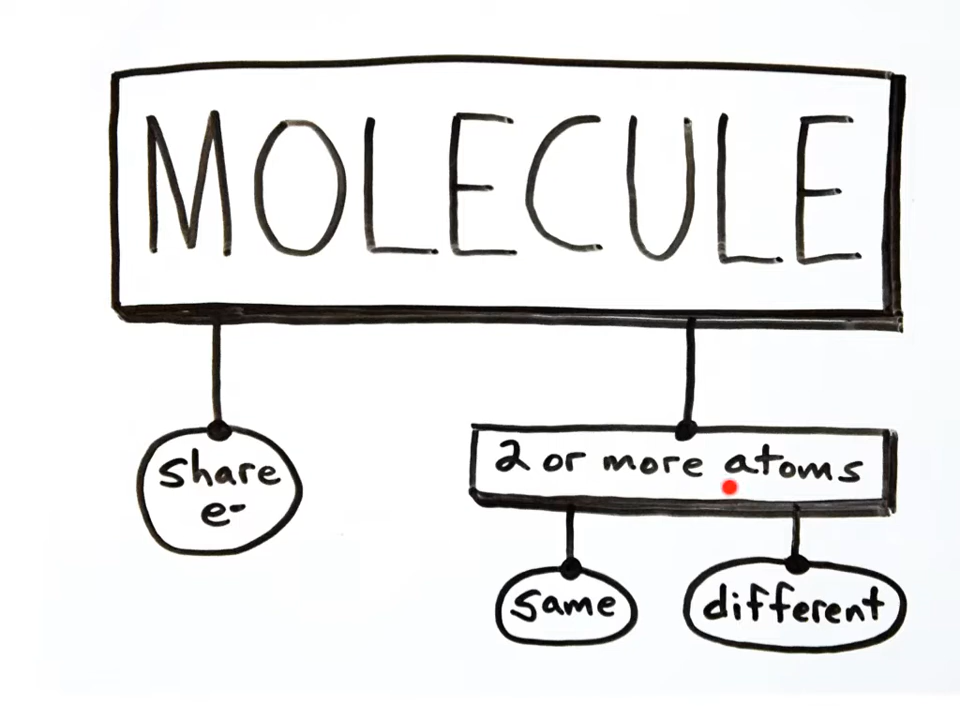 MOLECULE
share
e-
2 or more atoms
same
different